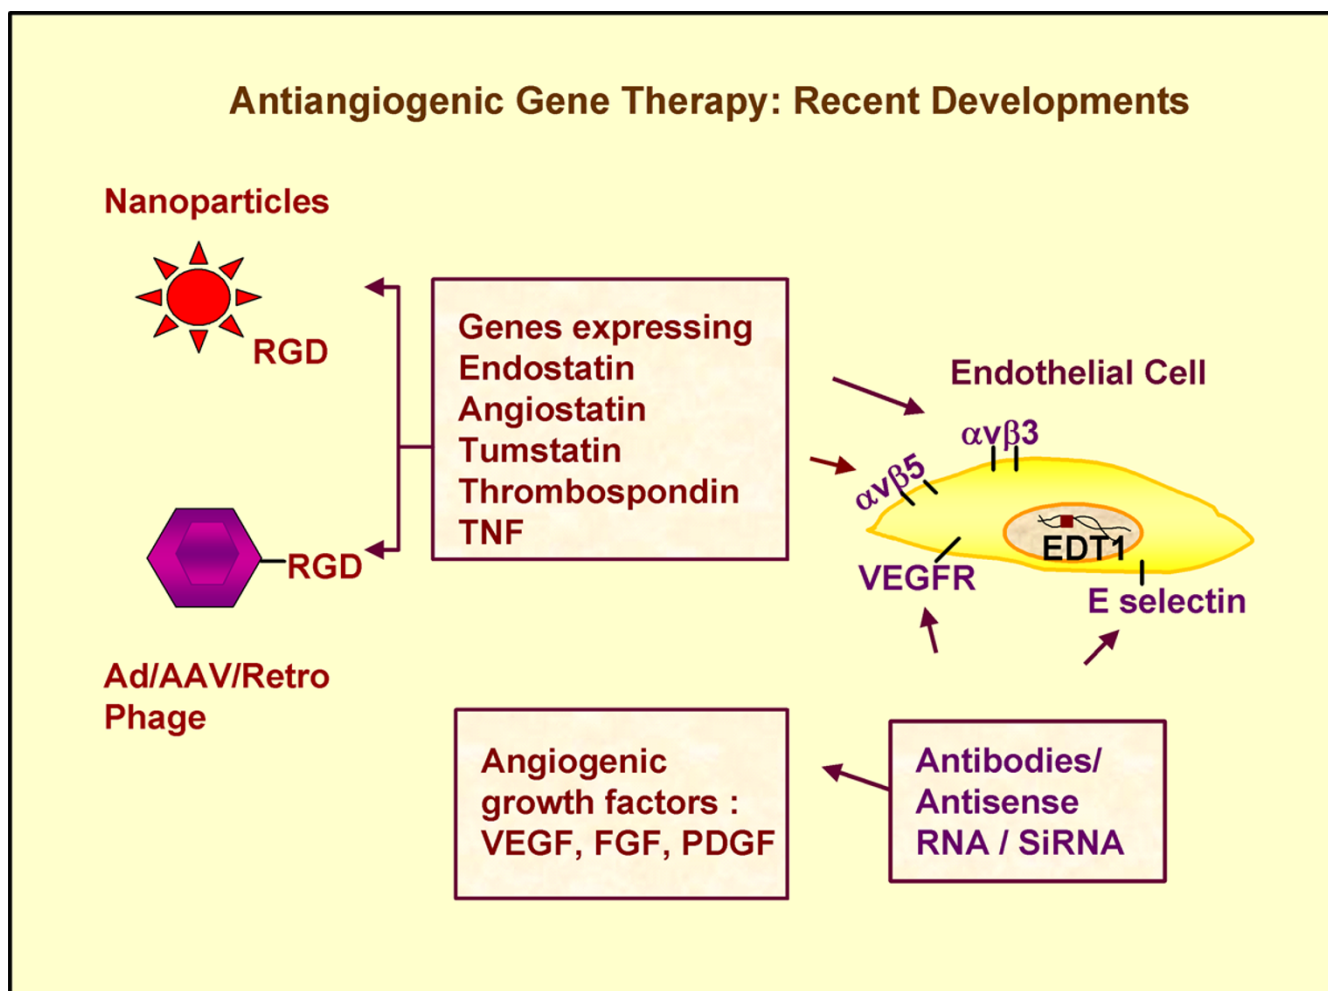 Antiangiogenic Gene Therapy: Recent Developments
Nanoparticles
RGD
Genes expressing
Endostatin
Angiostatin
Tumstatin
Thrombospondin
TNF
RGD
Ad/AAV/Retro
Phage
Endothelial Cell
αvβ3
αvβ5
EDT1
VEGFR
E selectin
Angiogenic
growth factors :
VEGF, FGF, PDGF
Antibodies/
Antisense
RNA / SiRNA